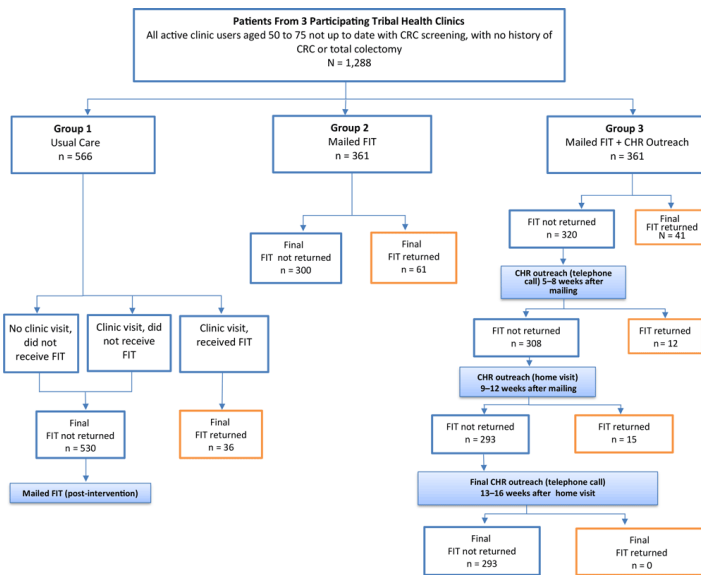 Patients From 3 Participating Tribal Health Clinics
All active clinic users aged 50 to 75 not up to date with CRC screening, with no history of
CRC or total colectomy
N = 1,288
Group 1
Usual Care
n = 566
Group 2
Mailed FIT
n = 361
Group 3
Mailed FIT + CHR Outreach
n = 361
Final
FIT not returned
n = 300
Final
FIT returned
n = 61
FIT not returned
n = 320
Final
FIT returned
N = 41
CHR outreach (telephone
call) 5–8 weeks after
mailing
No clinic visit,
did not
receive FIT
Clinic visit, did
not receive
FIT
Clinic visit,
received FIT
FIT not returned
n = 308
FIT returned
n = 12
CHR outreach (home visit)
9–12 weeks after mailing
Final
FIT not returned
n = 530
Final
FIT returned
n = 36
FIT not returned
n = 293
FIT returned
n = 15
Mailed FIT (post-intervention)
Final CHR outreach (telephone call)
13–16 weeks after home visit
Final
FIT not returned
n = 293
Final
FIT returned
n = 0